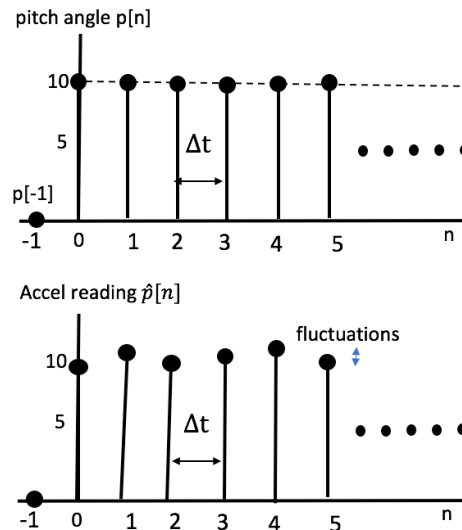 pitch angle p[n]
10
5
Δt
p[-1]
-1 0 1 2 3 4 5 n
Accel reading p̂[n]
fluctuations
10
5
Δt
-1 0 1 2 3 4 5 n